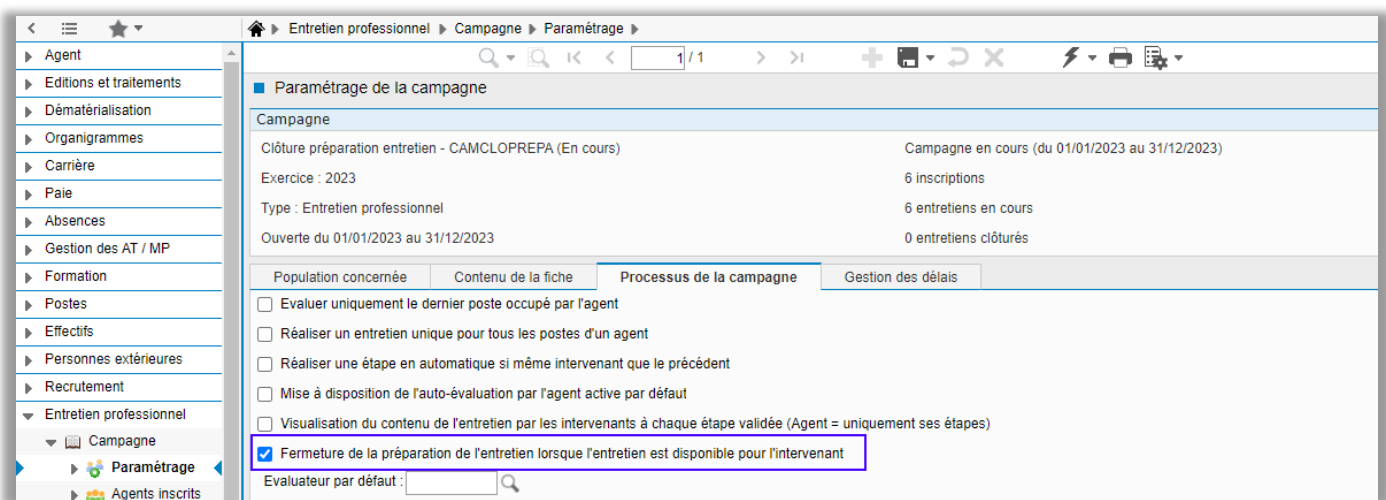 Entretien professionnel Campagne Paramétrage
Agent
Editions et traitements
Dématérialisation
Organigrammes
Carrière
Paie
Absences
Gestion des AT / MP
Formation
Postes
Effectifs
Personnes extérieures
Recrutement
Entretien professionnel
Campagne
Paramétrage
Agents inscrits
1 / 1
Paramétrage de la campagne
Campagne
Clôture préparation entretien - CAMCLOPREPA (En cours) Campagne en cours (du 01/01/2023 au 31/12/2023)
Exercice : 2023 6 inscriptions
Type : Entretien professionnel 6 entretiens en cours
Ouverte du 01/01/2023 au 31/12/2023 0 entretiens clôturés
Population concernée Contenu de la fiche Processus de la campagne Gestion des délais
Evaluer uniquement le dernier poste occupé par l'agent
Réaliser un entretien unique pour tous les postes d'un agent
Réaliser une étape en automatique si même intervenant que le précédent
Mise à disposition de l'auto-évaluation par l'agent active par défaut
Visualisation du contenu de l'entretien par les intervenants à chaque étape validée (Agent = uniquement ses étapes)
Fermeture de la préparation de l'entretien lorsque l'entretien est disponible pour l'intervenant
Evaluateur par défaut :